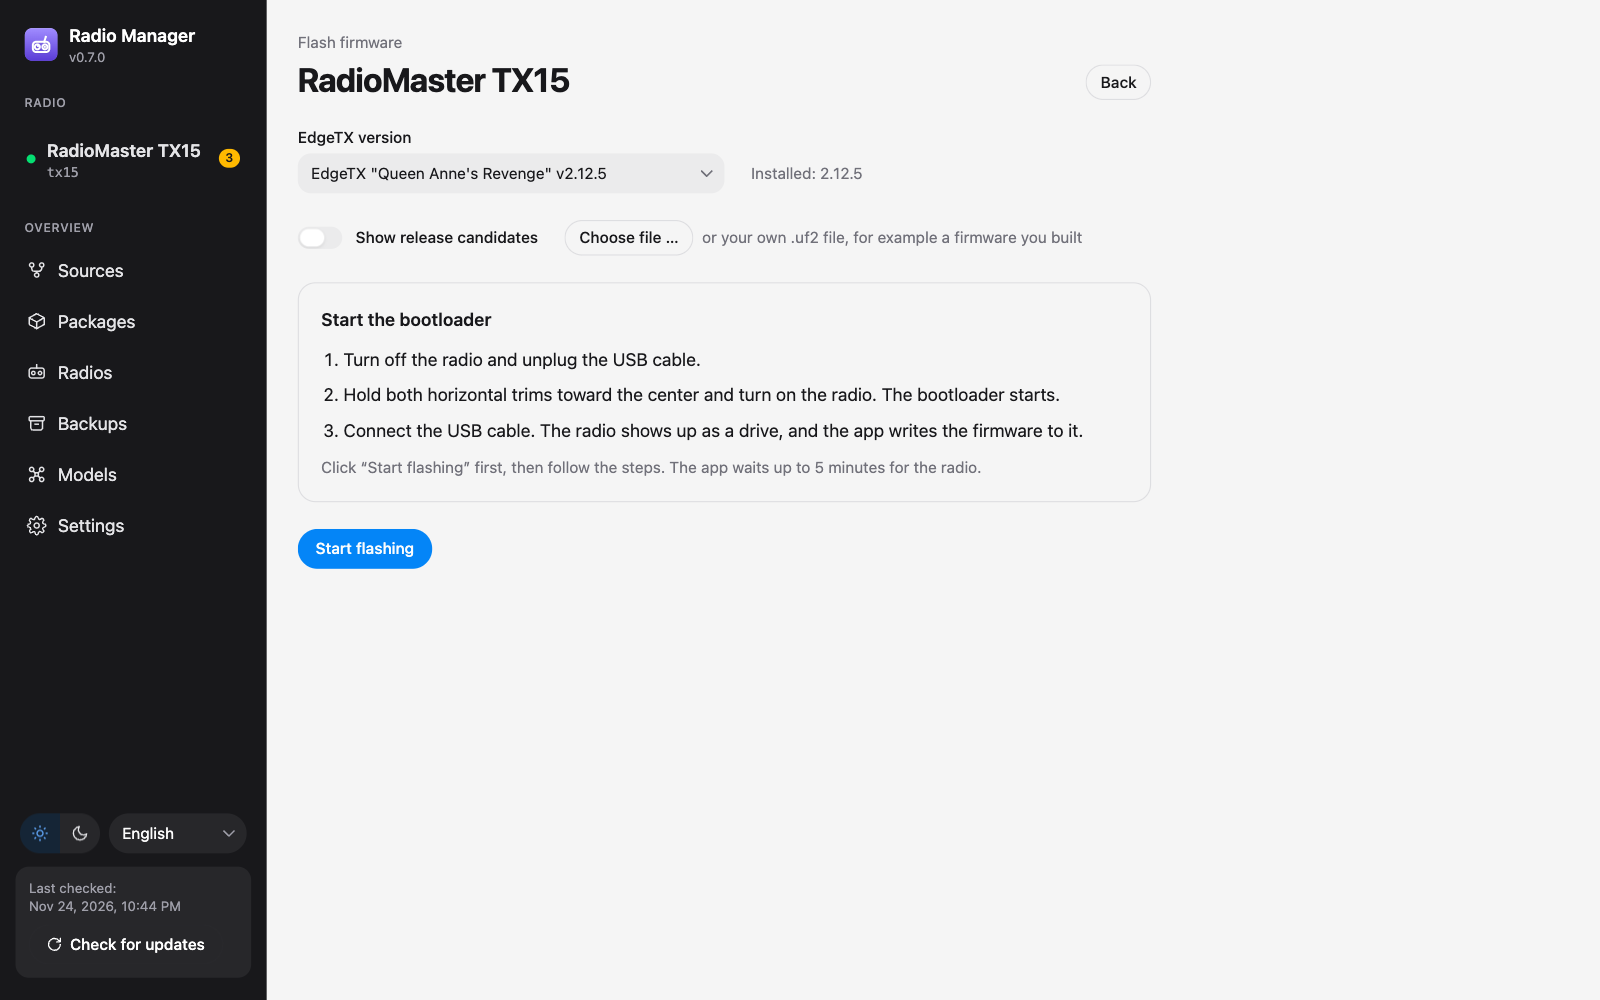 Radio Manager
v0.7.0
RADIO
RadioMaster TX15
tx15
3
OVERVIEW
Sources
Packages
Radios
Backups
Models
Settings
English
Last checked:
Nov 24, 2026, 10:44 PM
Check for updates
Flash firmware
RadioMaster TX15
Back
EdgeTX version
EdgeTX "Queen Anne's Revenge" v2.12.5
Installed: 2.12.5
Show release candidates
Choose file ...
or your own .uf2 file, for example a firmware you built
Start the bootloader
1. Turn off the radio and unplug the USB cable.
2. Hold both horizontal trims toward the center and turn on the radio. The bootloader starts.
3. Connect the USB cable. The radio shows up as a drive, and the app writes the firmware to it.
Click “Start flashing” first, then follow the steps. The app waits up to 5 minutes for the radio.
Start flashing